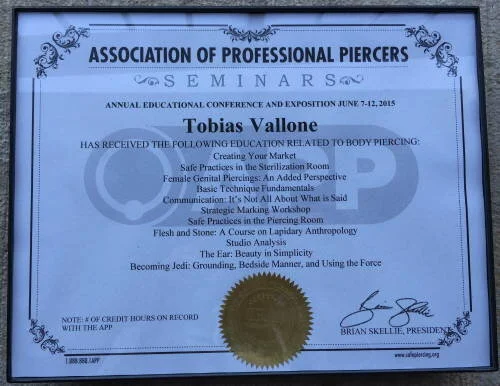 ASSOCIATION OF PROFESSIONAL PIERCERS
SEMINARS
ANNUAL EDUCATIONAL CONFERENCE AND EXPOSITION JUNE 7-12, 2015
Tobias Vallone
HAS RECEIVED THE FOLLOWING EDUCATION RELATED TO BODY PIERCING:
Creating Your Market
Safe Practices in the Sterilization Room
Female Genital Piercings: An Added Perspective
Basic Technique Fundamentals
Communication: It's Not All About What is Said
Strategic Marking Workshop
Safe Practices in the Piercing Room
Flesh and Stone: A Course on Lapidary Anthropology
Studio Analysis
The Ear: Beauty in Simplicity
Becoming Jedi: Grounding, Bedside Manner, and Using the Force
NOTE: # OF CREDIT HOURS ON RECORD
WITH THE APP
Brian Skellie
BRIAN SKELLIE, PRESIDENT
www.safepiercing.org